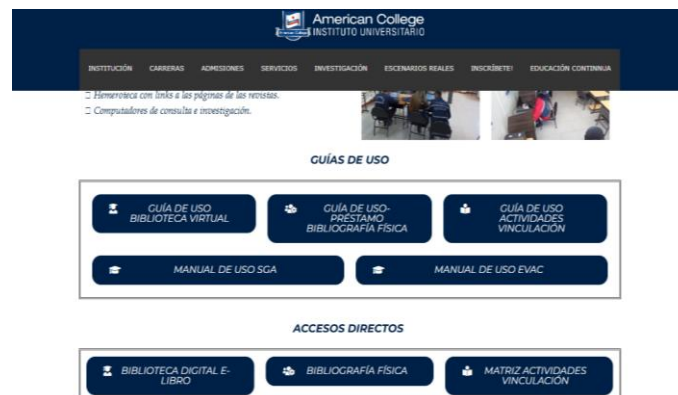 American College
INSTITUTO UNIVERSITARIO
INSTITUCIÓN CARRERAS ADMISIONES SERVICIOS INVESTIGACIÓN ESCENARIOS REALES INSCRÍBETE! EDUCACIÓN CONTINNUA
Hemeroteca con links a las páginas de las revistas.
Computadores de consulta e investigación.
GUÍAS DE USO
GUÍA DE USO
BIBLIOTECA VIRTUAL
GUÍA DE USO-
PRÉSTAMO
BIBLIOGRAFÍA FÍSICA
GUÍA DE USO
ACTIVIDADES
VINCULACIÓN
MANUAL DE USO SGA
MANUAL DE USO EVAC
ACCESOS DIRECTOS
BIBLIOTECA DIGITAL E-
LIBRO
BIBLIOGRAFÍA FÍSICA
MATRIZ ACTIVIDADES
VINCULACIÓN